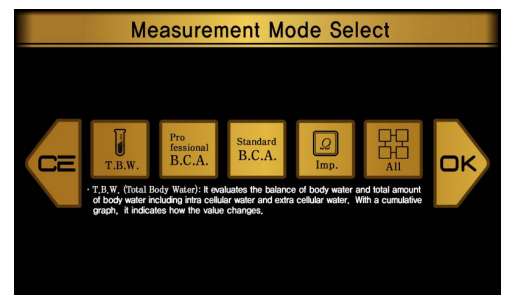 Measurement Mode Select
CE
T.B.W.
Pro
fessional
B.C.A.
Standard
B.C.A.
Ω
Imp.
All
OK
· T.B.W. (Total Body Water): It evaluates the balance of body water and total amount
of body water including intra cellular water and extra cellular water. With a cumulative
graph, it indicates how the value changes.